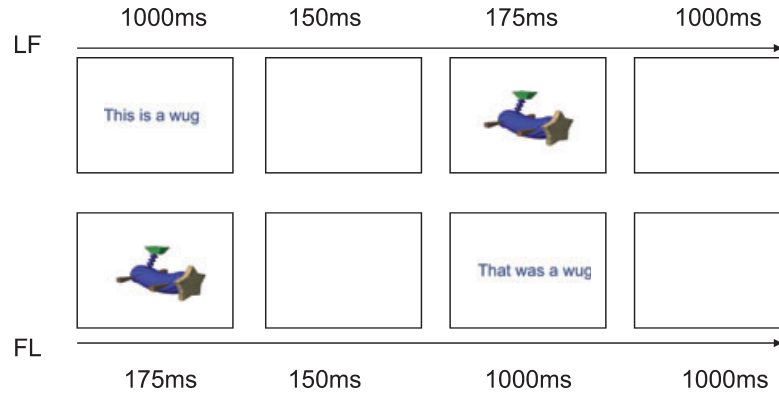 1000ms 150ms 175ms 1000ms
LF
This is a wug
That was a wug
FL
175ms 150ms 1000ms 1000ms